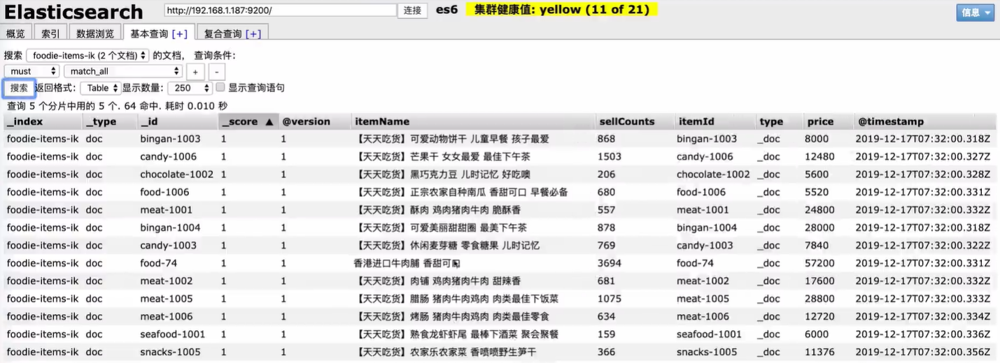 Elasticsearch http://192.168.1.187:9200/ 连接 es6 集群健康值: yellow (11 of 21) 信息
概览 索引 数据浏览 基本查询 [+] 复合查询 [+]
搜索 foodie-items-ik (2 个文档) 的文档, 查询条件:
must match_all + -
搜索 返回格式: Table 显示数量: 250 显示查询语句
查询 5 个分片中用的 5 个. 64 命中. 耗时 0.010 秒
_index _type _id _score ▲ @version itemName sellCounts itemId type price @timestamp
foodie-items-ik doc bingan-1003 1 1 【天天吃货】可爱动物饼干 儿童早餐 孩子最爱 868 bingan-1003 _doc 8000 2019-12-17T07:32:00.318Z
foodie-items-ik doc candy-1006 1 1 【天天吃货】芒果干 女女最爱 最佳下午茶 1503 candy-1006 _doc 12480 2019-12-17T07:32:00.327Z
foodie-items-ik doc chocolate-1002 1 1 【天天吃货】黑巧克力豆 儿时记忆 好吃噢 206 chocolate-1002 _doc 5600 2019-12-17T07:32:00.328Z
foodie-items-ik doc food-1006 1 1 【天天吃货】正宗农家自种南瓜 香甜可口 早餐必备 680 food-1006 _doc 5520 2019-12-17T07:32:00.331Z
foodie-items-ik doc meat-1001 1 1 【天天吃货】酥肉 鸡肉猪肉牛肉 脆酥香 557 meat-1001 _doc 24800 2019-12-17T07:32:00.332Z
foodie-items-ik doc bingan-1004 1 1 【天天吃货】可爱美丽甜甜圈 最美下午茶 878 bingan-1004 _doc 28000 2019-12-17T07:32:00.318Z
foodie-items-ik doc candy-1003 1 1 【天天吃货】休闲麦芽糖 零食糖果 儿时记忆 769 candy-1003 _doc 7840 2019-12-17T07:32:00.322Z
foodie-items-ik doc food-74 1 1 香港进口牛肉脯 香甜可 3694 food-74 _doc 57200 2019-12-17T07:32:00.331Z
foodie-items-ik doc meat-1002 1 1 【天天吃货】肉铺 鸡肉猪肉牛肉 甜辣香 681 meat-1002 _doc 17600 2019-12-17T07:32:00.332Z
foodie-items-ik doc meat-1005 1 1 【天天吃货】腊肠 猪肉牛肉鸡肉 肉类最佳下饭菜 1075 meat-1005 _doc 28800 2019-12-17T07:32:00.333Z
foodie-items-ik doc meat-1006 1 1 【天天吃货】烤肠 猪肉牛肉鸡肉 肉类最佳零食 634 meat-1006 _doc 12720 2019-12-17T07:32:00.334Z
foodie-items-ik doc seafood-1001 1 1 【天天吃货】熟食龙虾虾尾 最棒下酒菜 聚会聚餐 159 seafood-1001 _doc 6000 2019-12-17T07:32:00.336Z
foodie-items-ik doc snacks-1005 1 1 【天天吃货】农家乐农家菜 香喷喷野生笋干 366 snacks-1005 _doc 11376 2019-12-17T07:32:00.356Z